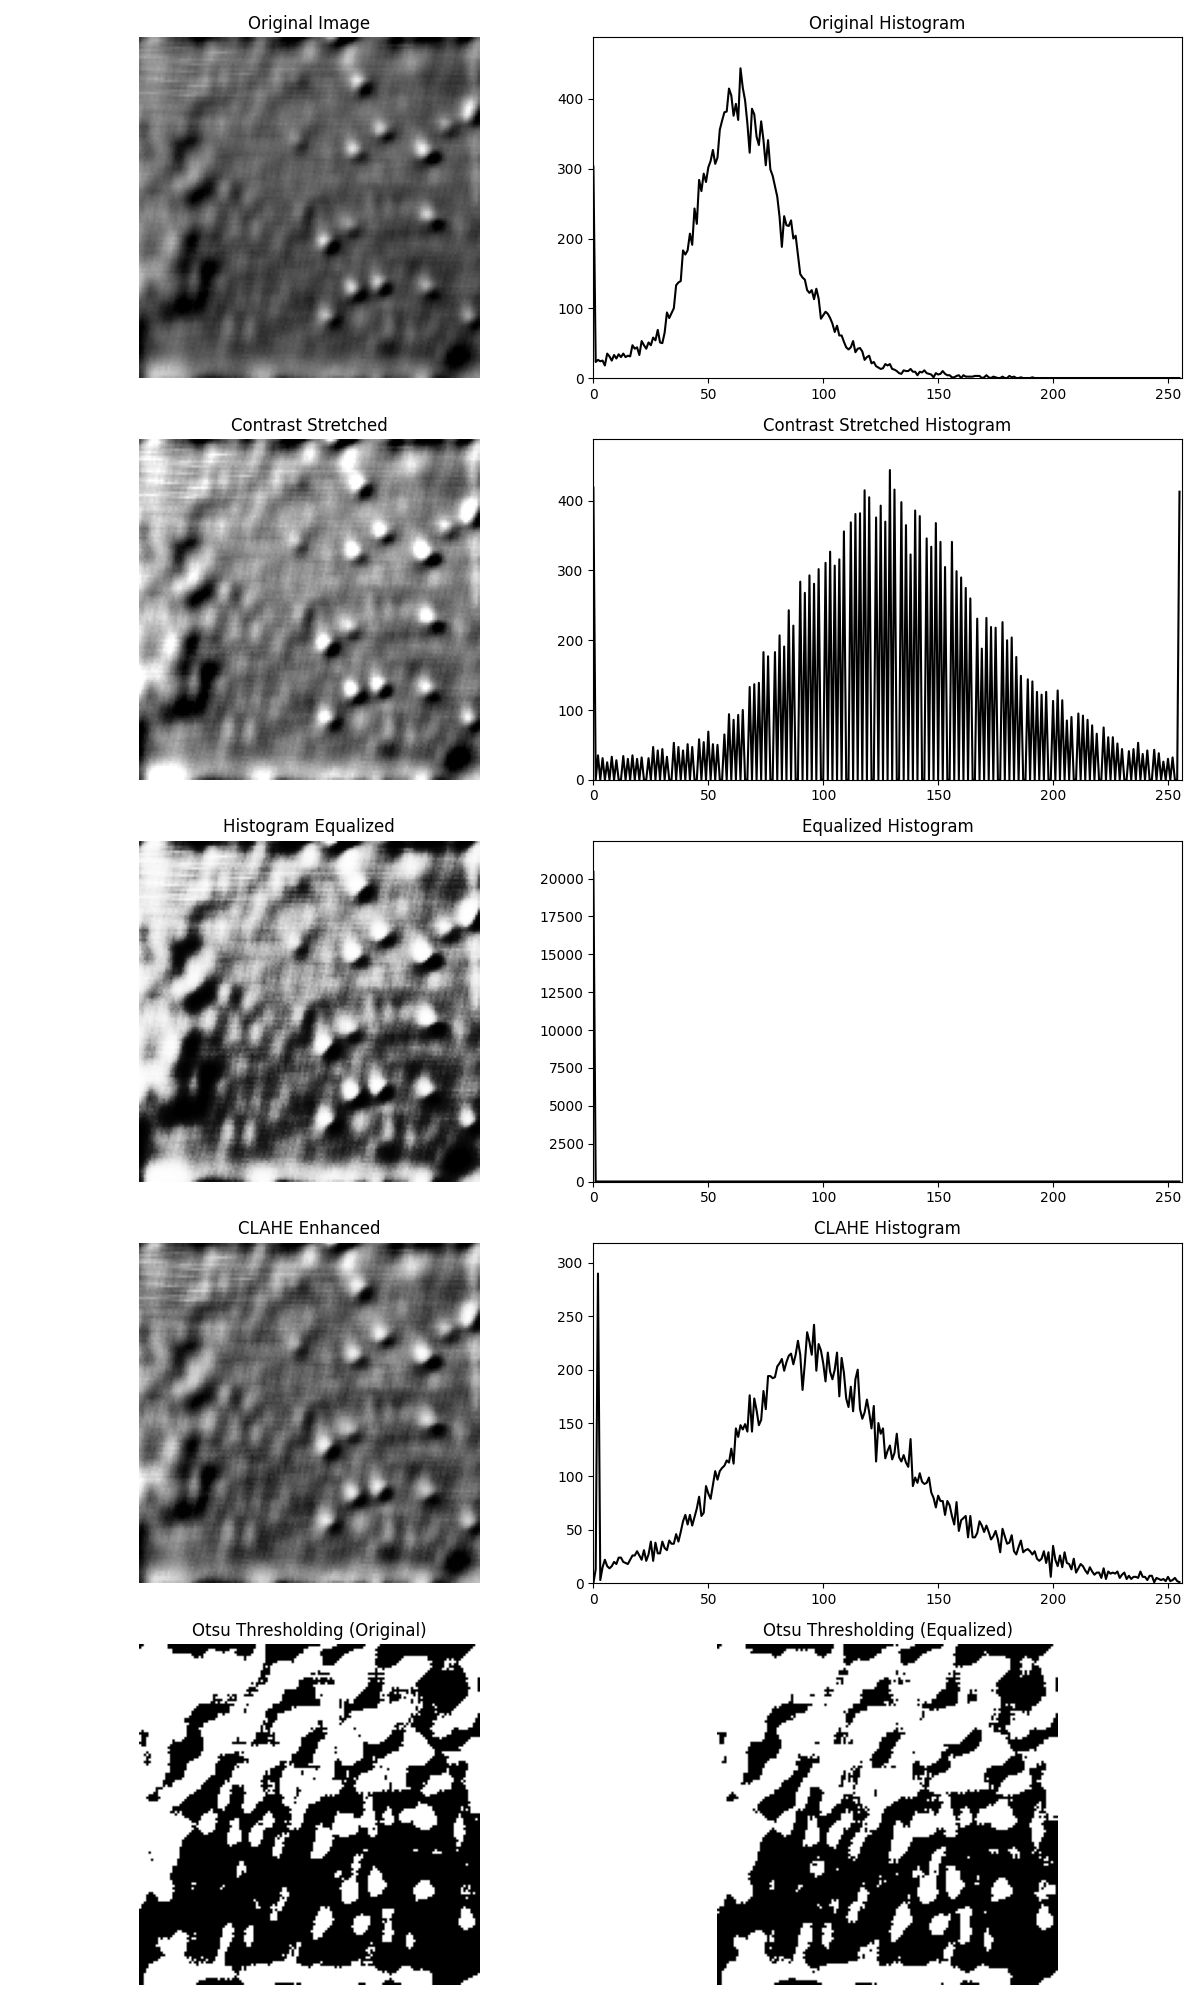 Original Image
Original Histogram
400
300
200
100
0
0 50 100 150 200 250
Contrast Stretched
Contrast Stretched Histogram
400
300
200
100
0
0 50 100 150 200 250
Histogram Equalized
Equalized Histogram
20000
17500
15000
12500
10000
7500
5000
2500
0
0 50 100 150 200 250
CLAHE Enhanced
CLAHE Histogram
300
250
200
150
100
50
0
0 50 100 150 200 250
Otsu Thresholding (Original)
Otsu Thresholding (Equalized)